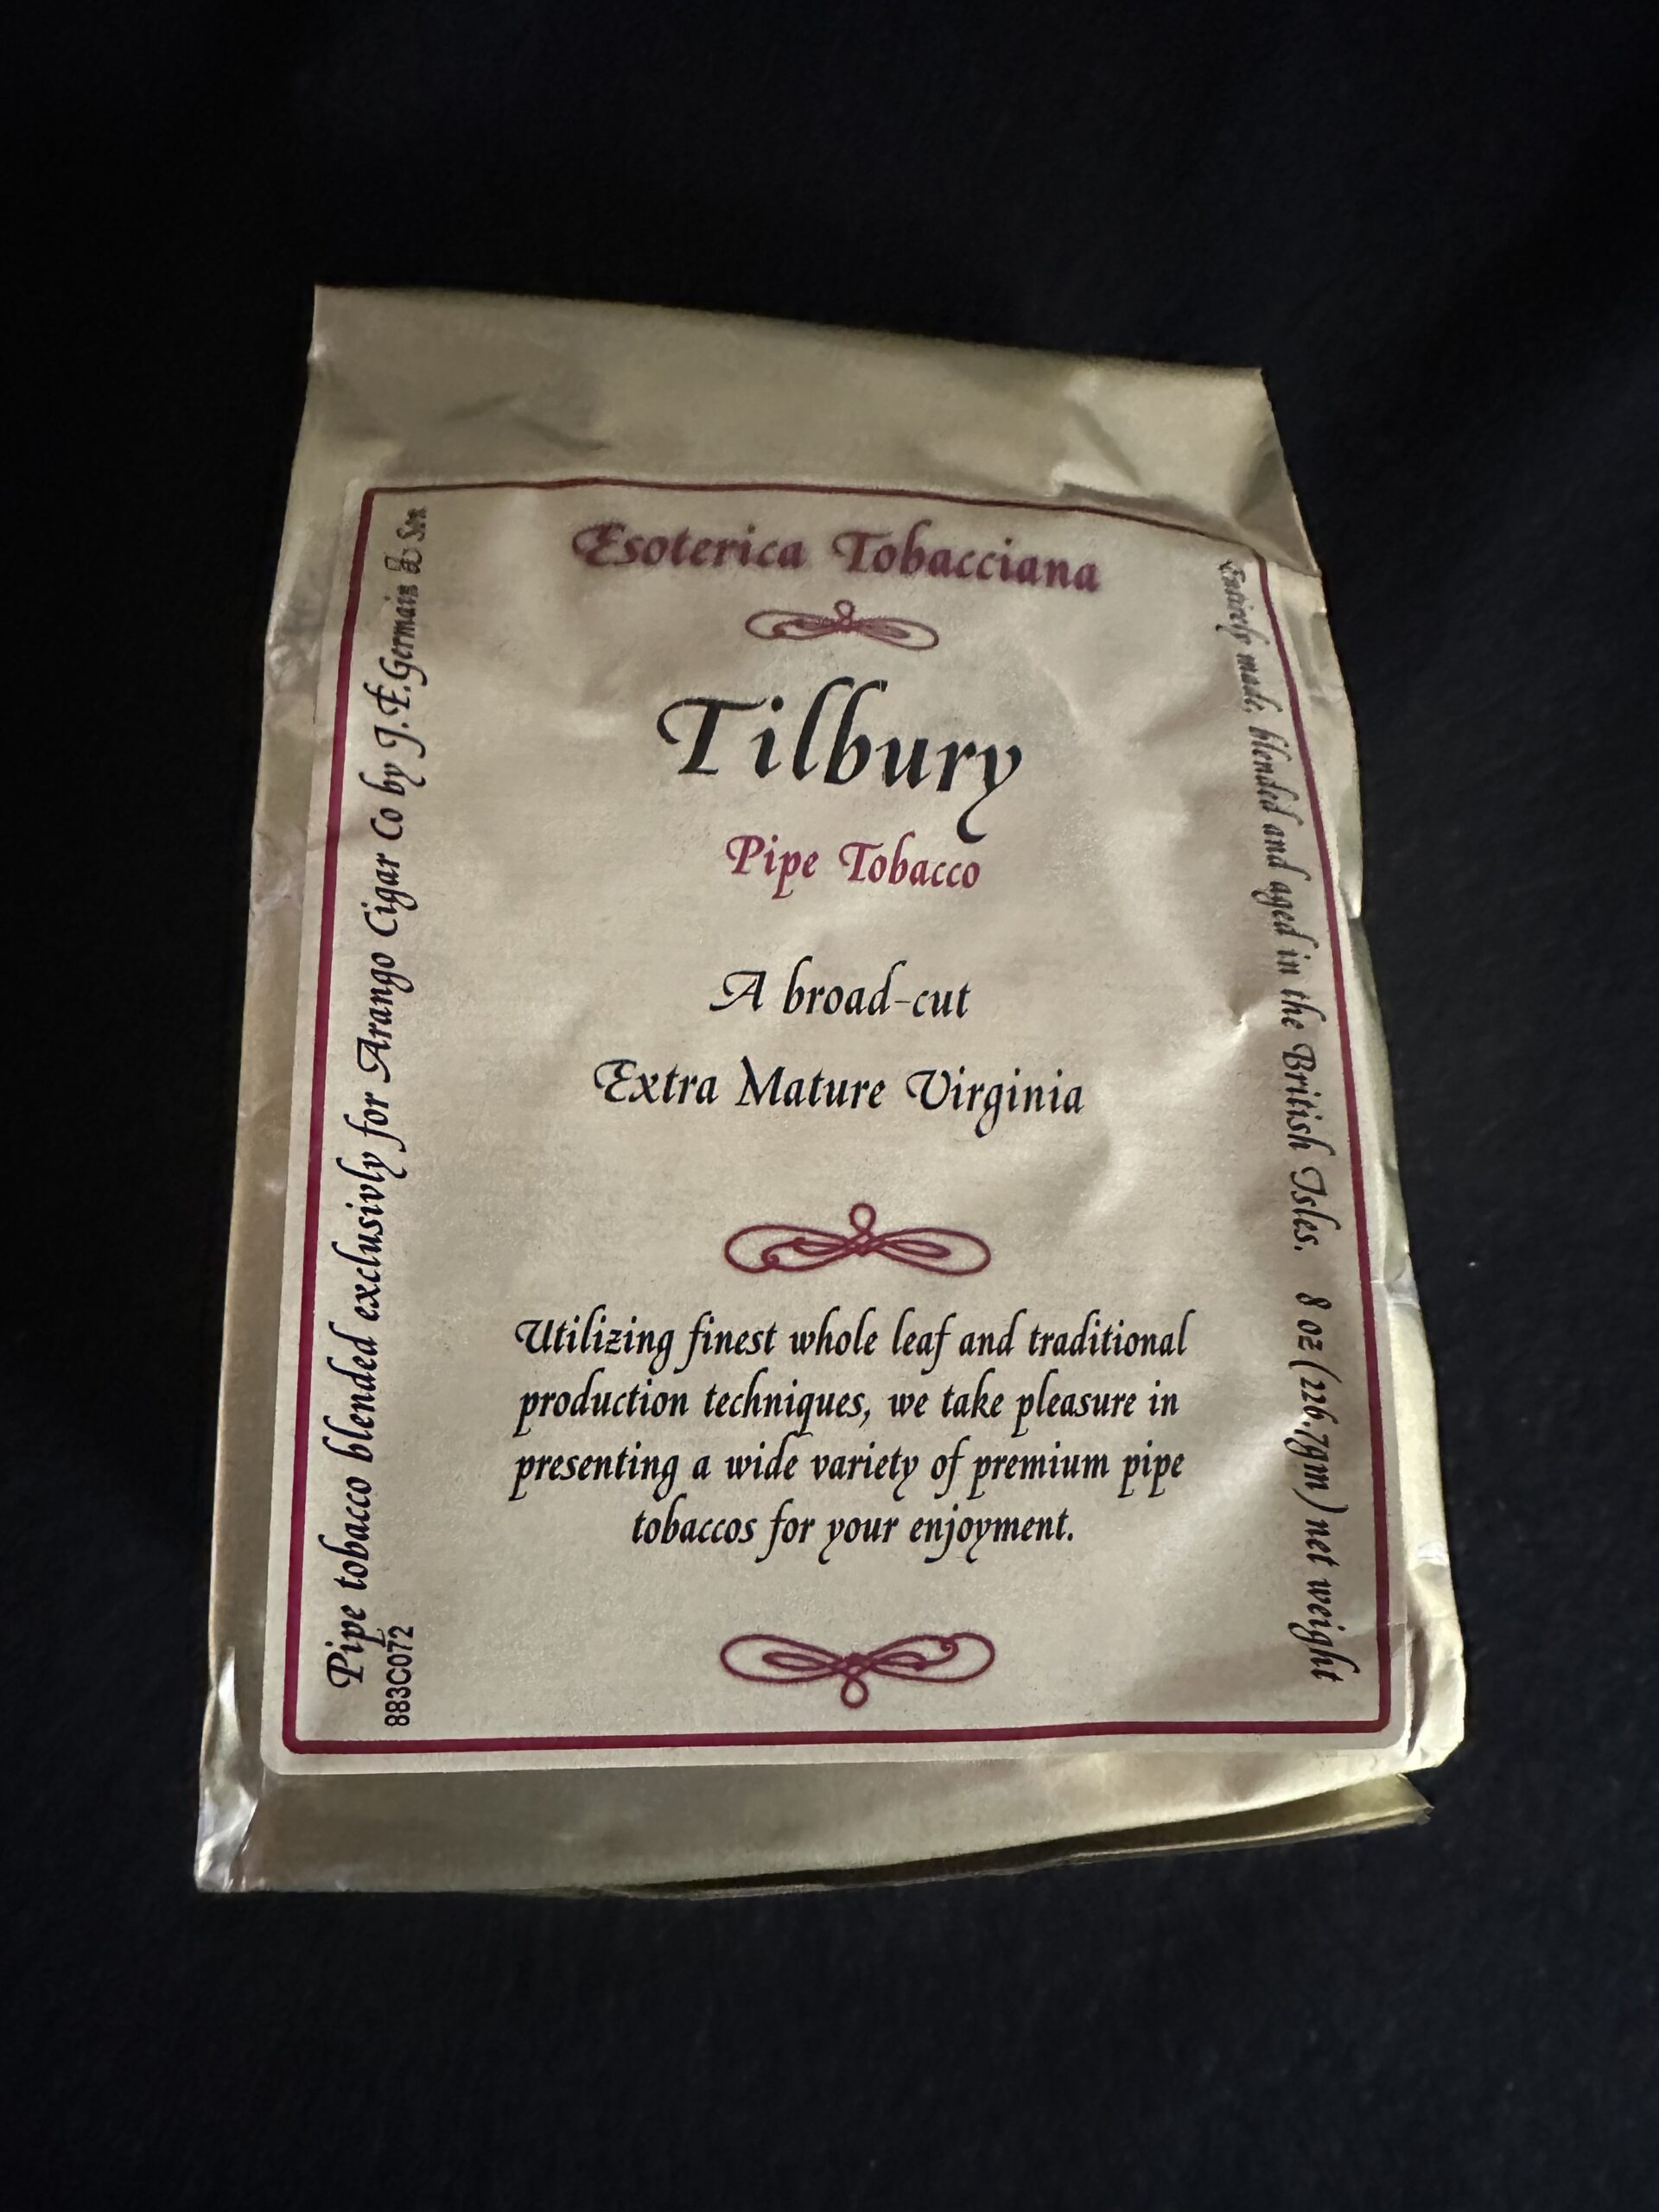 Esoterica Tobacciana
Tilbury
Pipe Tobacco
A broad-cut
Extra Mature Virginia
Utilizing finest whole leaf and traditional
production techniques, we take pleasure in
presenting a wide variety of premium pipe
tobaccos for your enjoyment.
Pipe tobacco blended exclusivly for Arango Cigar Co by J.F.Germain & Son
883C072
Entirely made, blended and aged in the British Isles. 8 oz (226.7gm) net weight